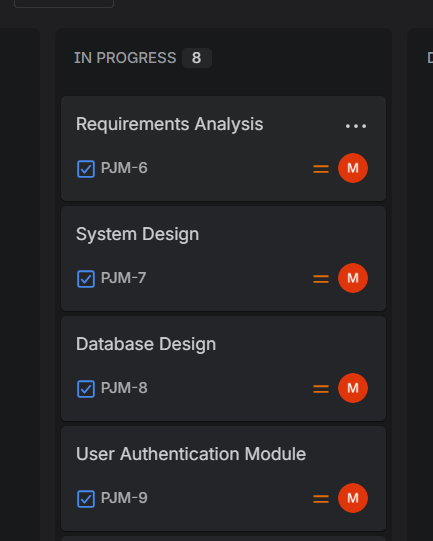 IN PROGRESS 8
Requirements Analysis
PJM-6 M
System Design
PJM-7 M
Database Design
PJM-8 M
User Authentication Module
PJM-9 M